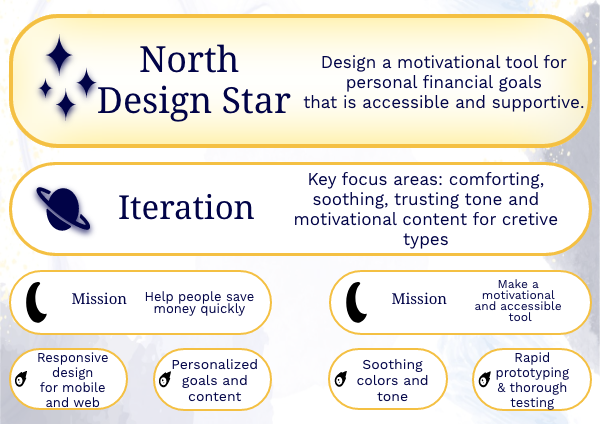 North
Design Star
Design a motivational tool for
personal financial goals
that is accessible and supportive.
Iteration
Key focus areas: comforting,
soothing, trusting tone and
motivational content for cretive
types
Mission
Help people save
money quickly
Mission
Make a
motivational
and accessible
tool
Responsive
design
for mobile
and web
Personalized
goals and
content
Soothing
colors and
tone
Rapid
prototyping
& thorough
testing